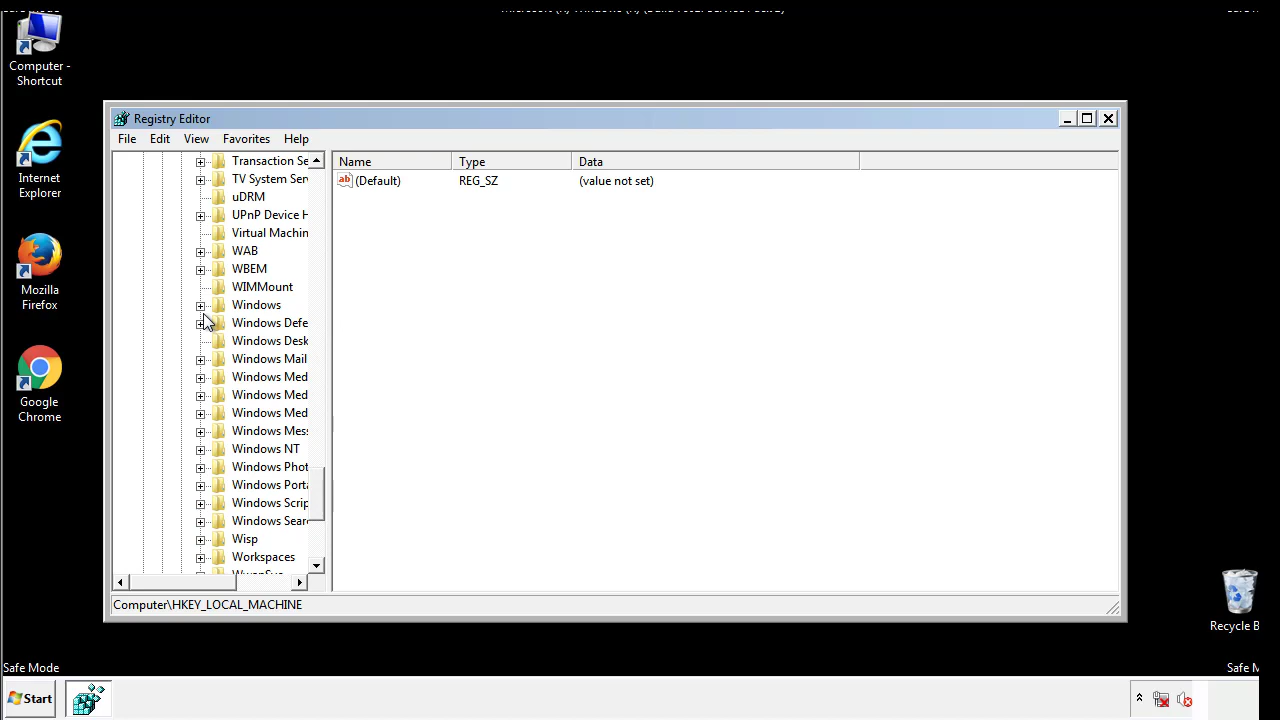 Computer -
Shortcut
Internet
Explorer
Mozilla
Firefox
Google
Chrome
Registry Editor
File Edit View Favorites Help
Transaction Se
TV System Serv
uDRM
UPnP Device H
Virtual Machin
WAB
WBEM
WIMMount
Windows
Windows Defe
Windows Desk
Windows Mail
Windows Med
Windows Med
Windows Med
Windows Mess
Windows NT
Windows Phot
Windows Porta
Windows Scrip
Windows Sear
Wisp
Workspaces
Name Type Data
(Default) REG_SZ (value not set)
Computer\HKEY_LOCAL_MACHINE
Recycle B
Safe Mode
Safe M
Start